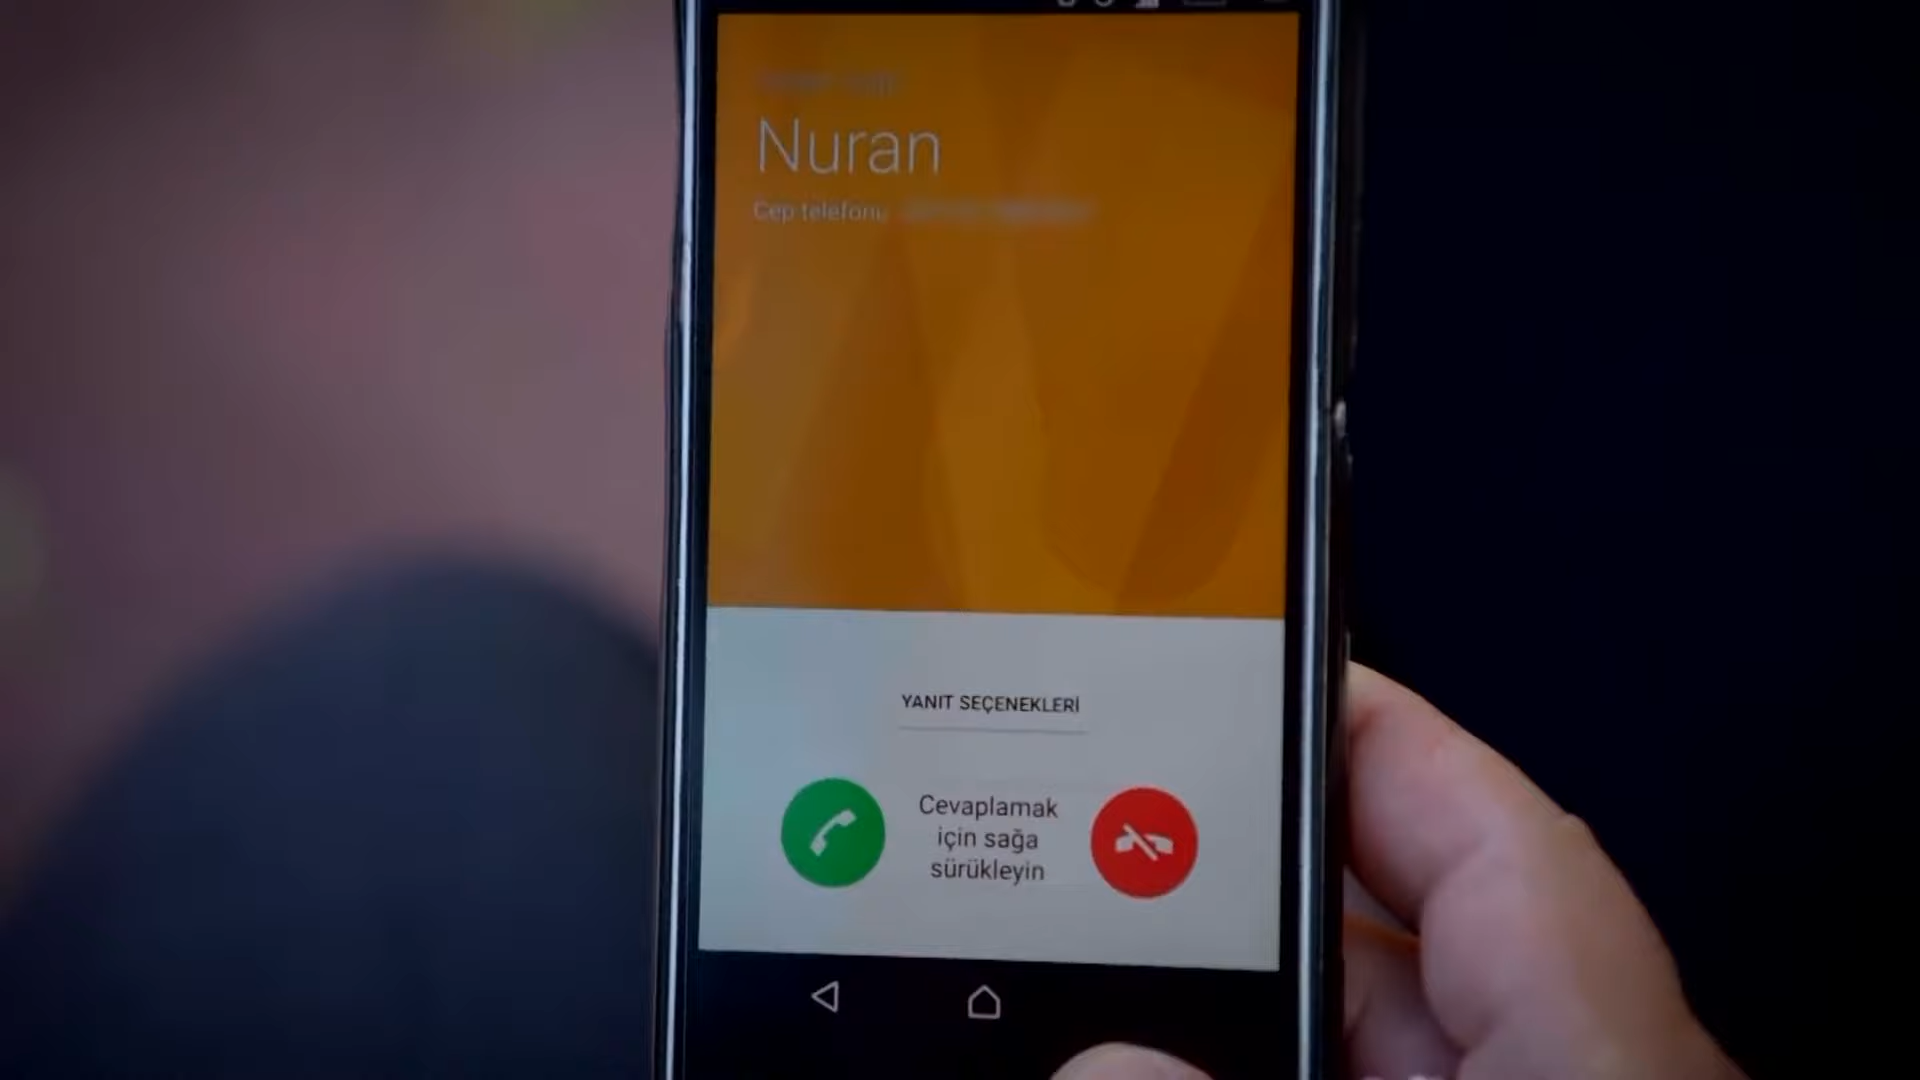 Nuran
Cep telefonu
YANIT SEÇENEKLERİ
Cevaplamak
için sağa
sürükleyin